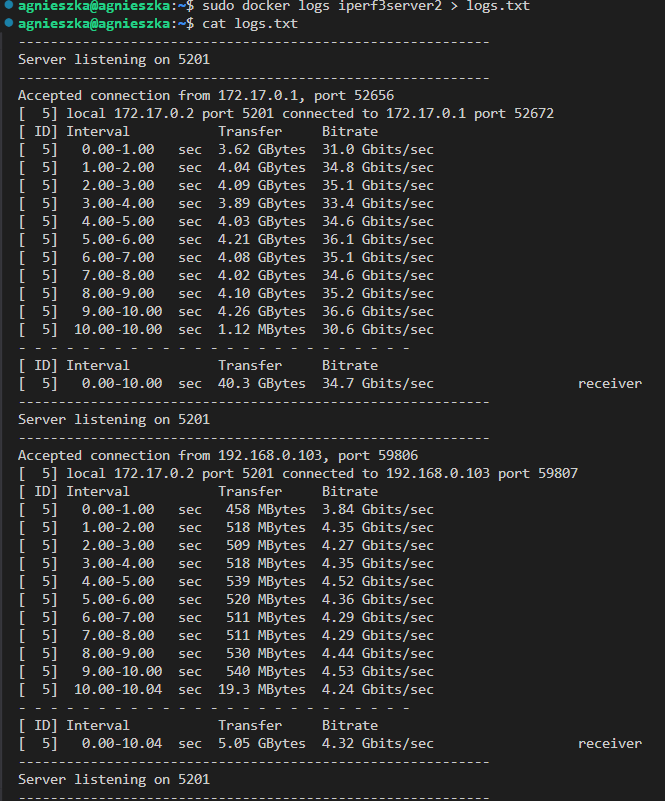 agnieszka@agnieszka:~$ sudo docker logs iperf3server2 > logs.txt
agnieszka@agnieszka:~$ cat logs.txt
-----------------------------------------------------------
Server listening on 5201
-----------------------------------------------------------
Accepted connection from 172.17.0.1, port 52656
[  5] local 172.17.0.2 port 5201 connected to 172.17.0.1 port 52672
[ ID] Interval           Transfer     Bitrate
[  5]   0.00-1.00   sec  3.62 GBytes  31.0 Gbits/sec
[  5]   1.00-2.00   sec  4.04 GBytes  34.8 Gbits/sec
[  5]   2.00-3.00   sec  4.09 GBytes  35.1 Gbits/sec
[  5]   3.00-4.00   sec  3.89 GBytes  33.4 Gbits/sec
[  5]   4.00-5.00   sec  4.03 GBytes  34.6 Gbits/sec
[  5]   5.00-6.00   sec  4.21 GBytes  36.1 Gbits/sec
[  5]   6.00-7.00   sec  4.08 GBytes  35.1 Gbits/sec
[  5]   7.00-8.00   sec  4.02 GBytes  34.6 Gbits/sec
[  5]   8.00-9.00   sec  4.10 GBytes  35.2 Gbits/sec
[  5]   9.00-10.00  sec  4.26 GBytes  36.6 Gbits/sec
[  5]  10.00-10.00  sec  1.12 MBytes  30.6 Gbits/sec
- - - - - - - - - - - - - - - - - - - - - - - - -
[ ID] Interval           Transfer     Bitrate
[  5]   0.00-10.00  sec  40.3 GBytes  34.7 Gbits/sec                  receiver
-----------------------------------------------------------
Server listening on 5201
-----------------------------------------------------------
Accepted connection from 192.168.0.103, port 59806
[  5] local 172.17.0.2 port 5201 connected to 192.168.0.103 port 59807
[ ID] Interval           Transfer     Bitrate
[  5]   0.00-1.00   sec   458 MBytes  3.84 Gbits/sec
[  5]   1.00-2.00   sec   518 MBytes  4.35 Gbits/sec
[  5]   2.00-3.00   sec   509 MBytes  4.27 Gbits/sec
[  5]   3.00-4.00   sec   518 MBytes  4.35 Gbits/sec
[  5]   4.00-5.00   sec   539 MBytes  4.52 Gbits/sec
[  5]   5.00-6.00   sec   520 MBytes  4.36 Gbits/sec
[  5]   6.00-7.00   sec   511 MBytes  4.29 Gbits/sec
[  5]   7.00-8.00   sec   511 MBytes  4.29 Gbits/sec
[  5]   8.00-9.00   sec   530 MBytes  4.44 Gbits/sec
[  5]   9.00-10.00  sec   540 MBytes  4.53 Gbits/sec
[  5]  10.00-10.04  sec  19.3 MBytes  4.24 Gbits/sec
- - - - - - - - - - - - - - - - - - - - - - - - -
[ ID] Interval           Transfer     Bitrate
[  5]   0.00-10.04  sec  5.05 GBytes  4.32 Gbits/sec                  receiver
-----------------------------------------------------------
Server listening on 5201
-----------------------------------------------------------